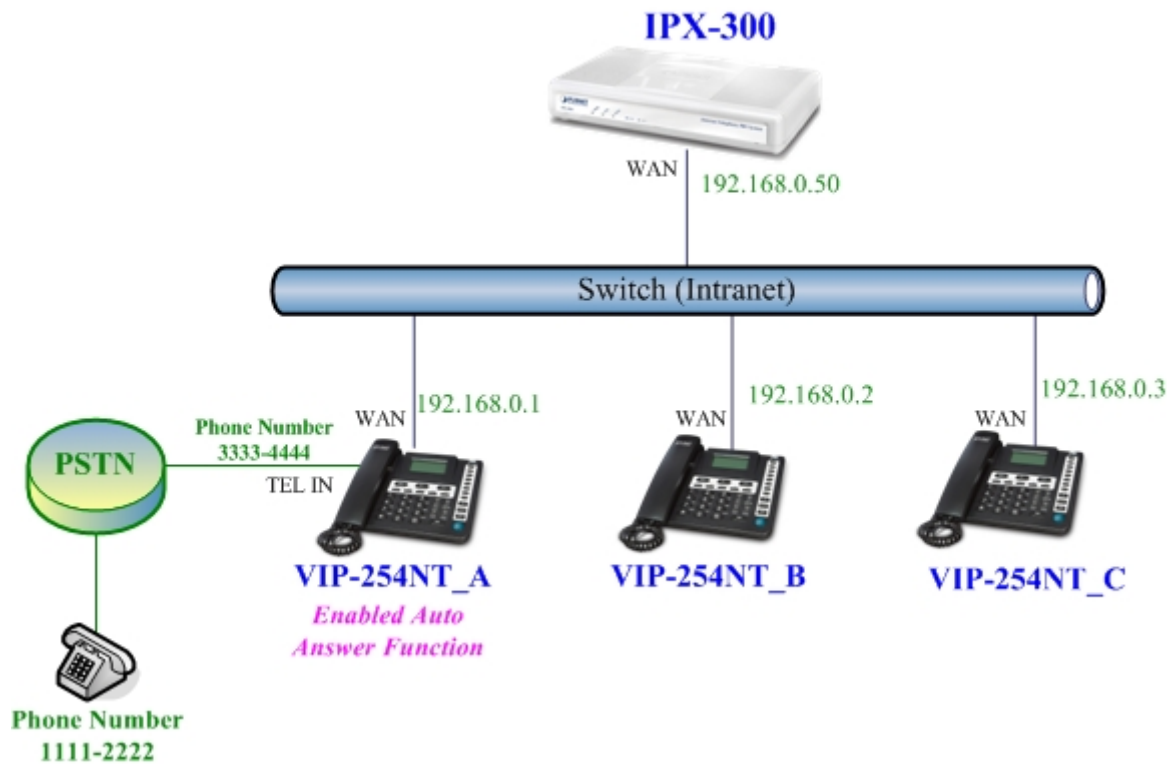 IPX-300
WAN
192.168.0.50
Switch (Intranet)
192.168.0.1
192.168.0.2
192.168.0.3
WAN
WAN
WAN
Phone Number
3333-4444
PSTN
TEL IN
VIP-254NT_A
VIP-254NT_B
VIP-254NT_C
Enabled Auto
Answer Function
Phone Number
1111-2222